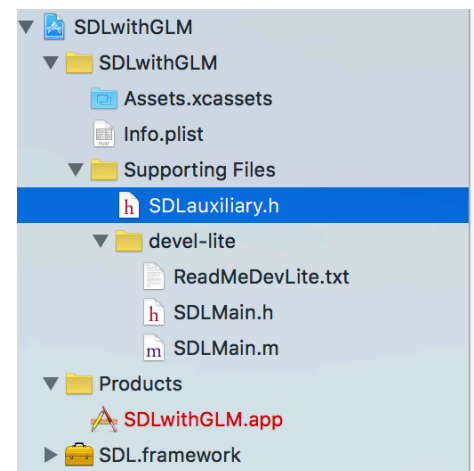 SDLwithGLM
SDLwithGLM
Assets.xcassets
Info.plist
Supporting Files
h SDLauxiliary.h
devel-lite
ReadMeDevLite.txt
h SDLMain.h
m SDLMain.m
Products
SDLwithGLM.app
SDL.framework